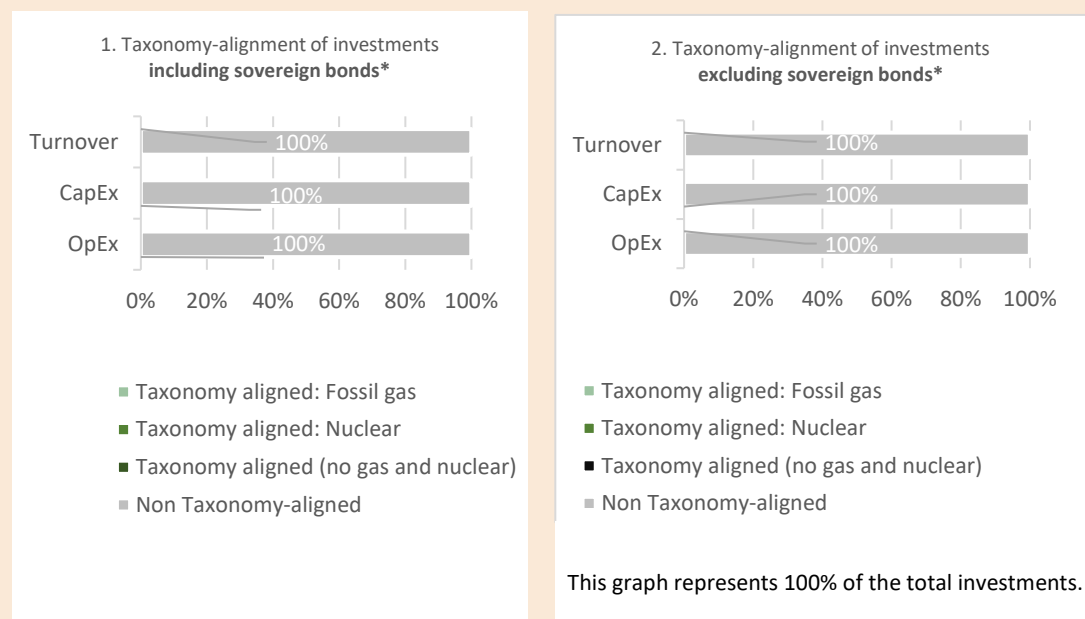 1. Taxonomy-alignment of investments
including sovereign bonds*
Turnover
100%
CapEx
100%
OpEx
100%
0% 20% 40% 60% 80% 100%
Taxonomy aligned: Fossil gas
Taxonomy aligned: Nuclear
Taxonomy aligned (no gas and nuclear)
Non Taxonomy-aligned
2. Taxonomy-alignment of investments
excluding sovereign bonds*
Turnover
100%
CapEx
100%
OpEx
100%
0% 20% 40% 60% 80% 100%
Taxonomy aligned: Fossil gas
Taxonomy aligned: Nuclear
Taxonomy aligned (no gas and nuclear)
Non Taxonomy-aligned
This graph represents 100% of the total investments.